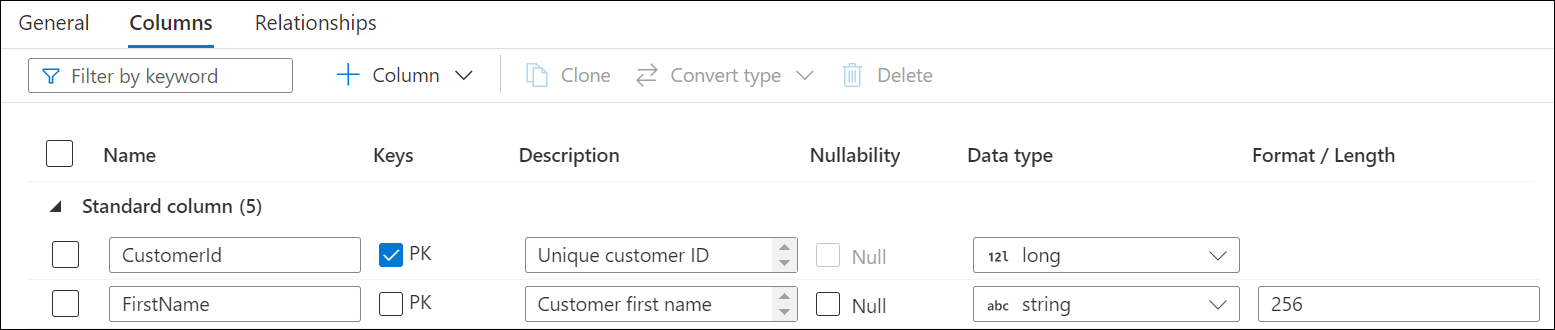 General Columns Relationships
Filter by keyword Column Clone Convert type Delete
Name Keys Description Nullability Data type Format / Length
Standard column (5)
CustomerId PK Unique customer ID Null 12l long
FirstName PK Customer first name Null abc string 256